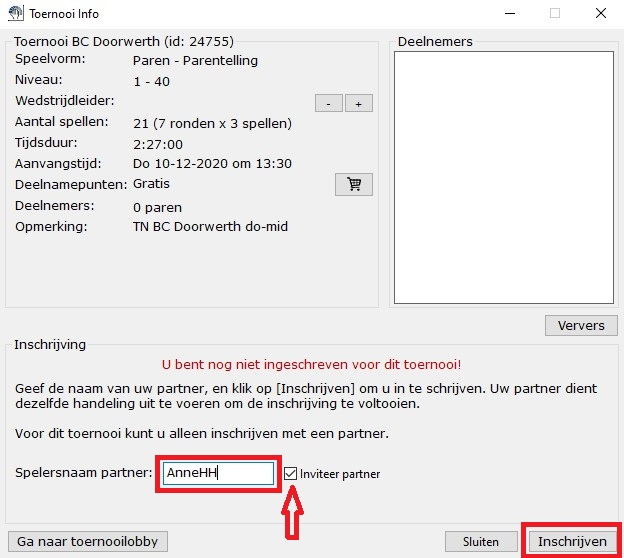 Toernooi Info
Toernooi BC Doorwerth (id: 24755)
Speelvorm: Paren - Parentelling
Niveau: 1 - 40
Wedstrijdleider: - +
Aantal spellen: 21 (7 ronden x 3 spellen)
Tijdsduur: 2:27:00
Aanvangstijd: Do 10-12-2020 om 13:30
Deelnamepunten: Gratis
Deelnemers: 0 paren
Opmerking: TN BC Doorwerth do-mid
Deelnemers
Ververs
Inschrijving
U bent nog niet ingeschreven voor dit toernooi!
Geef de naam van uw partner, en klik op [Inschrijven] om u in te schrijven. Uw partner dient
dezelfde handeling uit te voeren om de inschrijving te voltooien.
Voor dit toernooi kunt u alleen inschrijven met een partner.
Spelersnaam partner: AnneHH Inviteer partner
Ga naar toernooilobby Sluiten Inschrijven